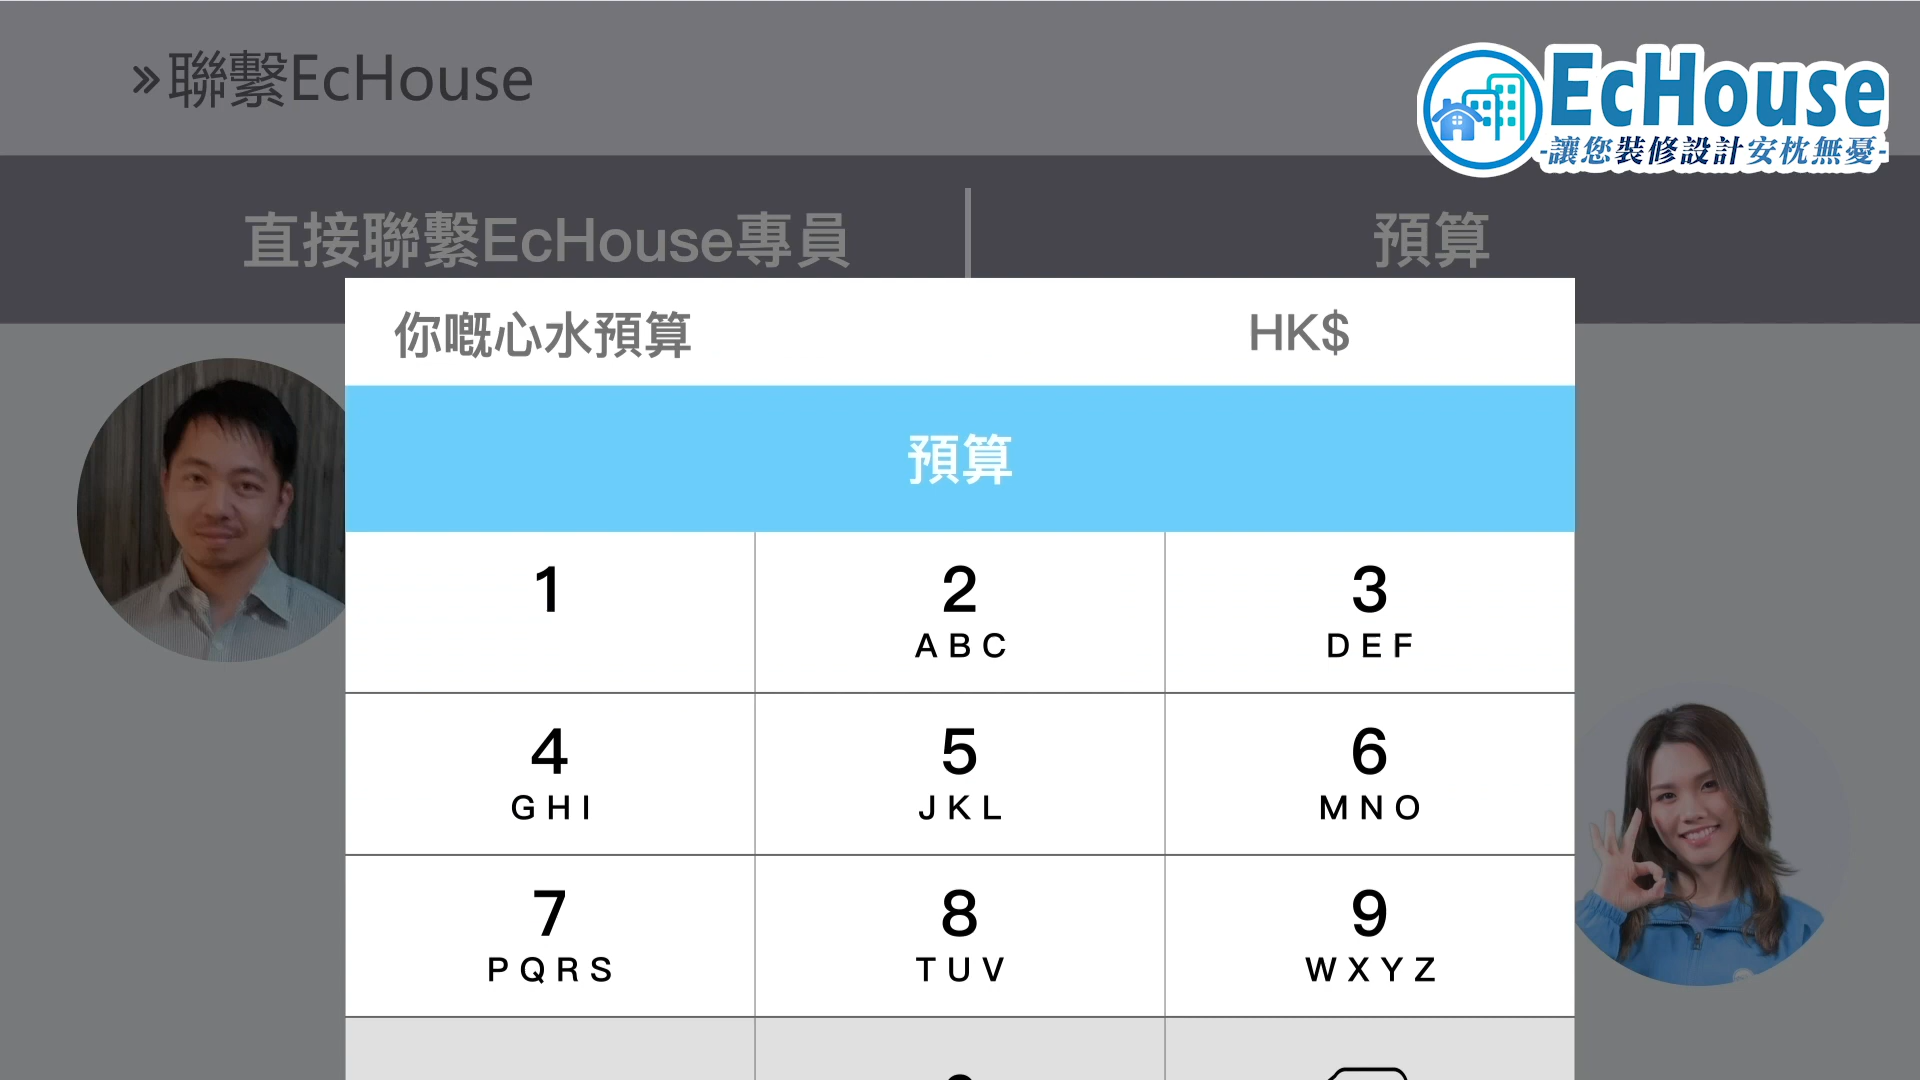 »聯繫EcHouse
EcHouse
-讓您裝修設計安枕無憂-
直接聯繫EcHouse專員
預算
你嘅心水預算 HK$
預算
1 2 3
ABC DEF
4 5 6
GHI JKL MNO
7 8 9
PQRS TUV WXYZ